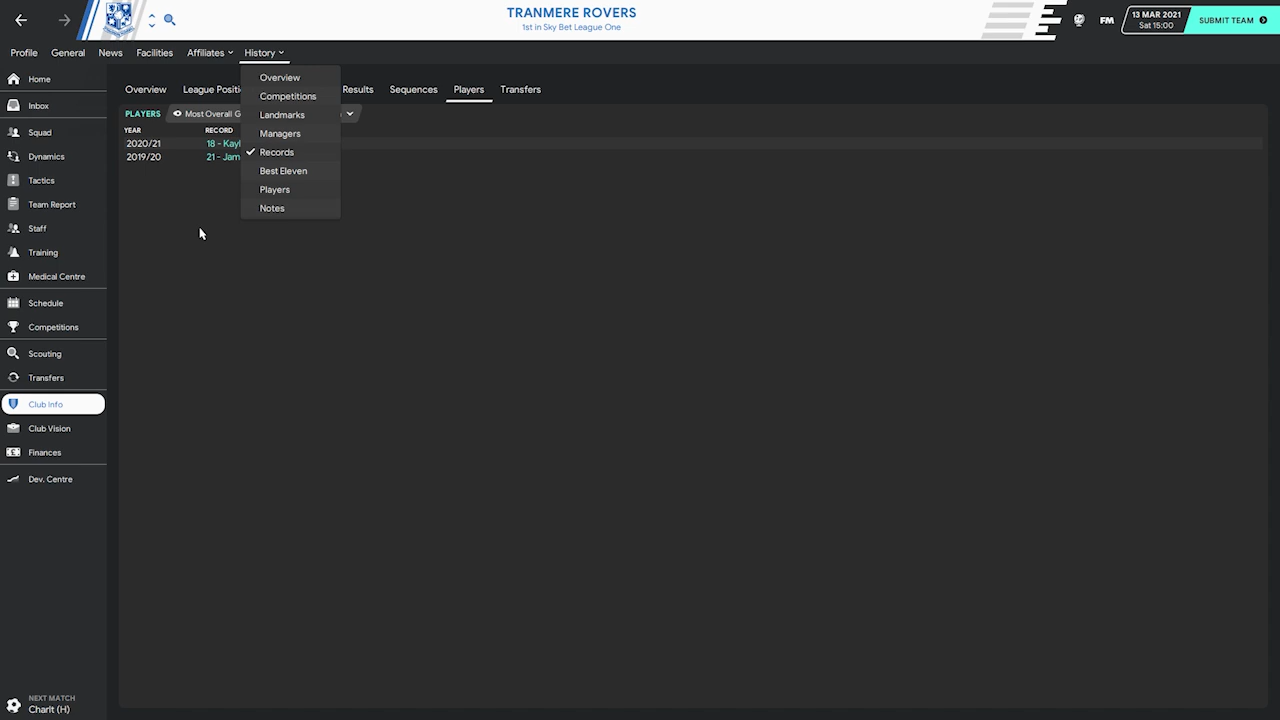 TRANMERE ROVERS
1st in Sky Bet League One
FM
13 MAR 2021
Sat 15:00
SUBMIT TEAM
Profile General News Facilities Affiliates History
Home
Inbox
Squad
Dynamics
Tactics
Team Report
Staff
Training
Medical Centre
Schedule
Competitions
Scouting
Transfers
Club Info
Club Vision
Finances
Dev. Centre
NEXT MATCH
Charlt (H)
Overview League Positi Results Sequences Players Transfers
PLAYERS Most Overall G
YEAR RECORD
2020/21 18 - Kayl
2019/20 21 - Jam
Overview
Competitions
Landmarks
Managers
Records
Best Eleven
Players
Notes